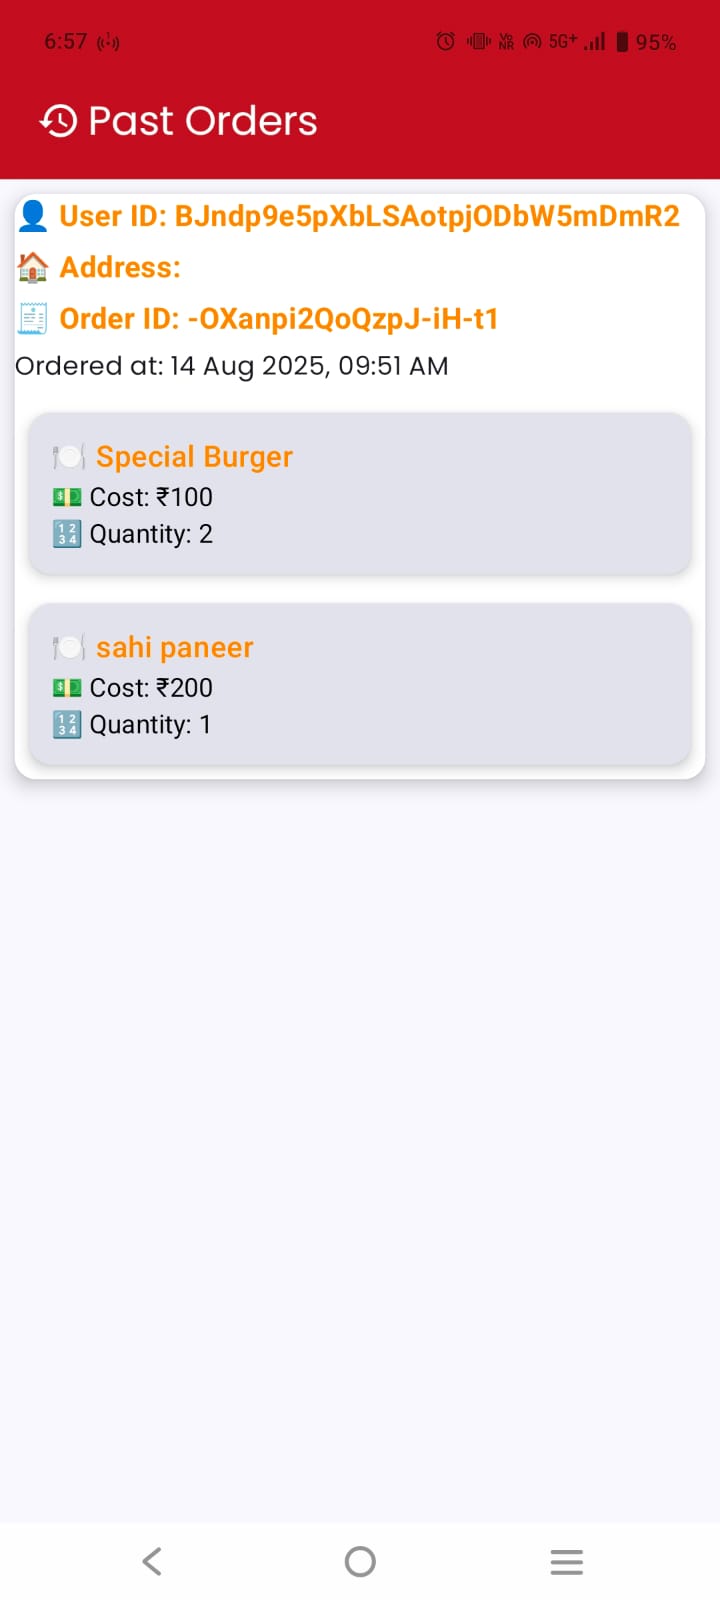 6:57
5G+ 95%
Past Orders
User ID: BJndp9e5pXbLSAotpjODbW5mDmR2
Address:
Order ID: -OXanpi2QoQzpJ-iH-t1
Ordered at: 14 Aug 2025, 09:51 AM
Special Burger
Cost: ₹100
Quantity: 2
sahi paneer
Cost: ₹200
Quantity: 1